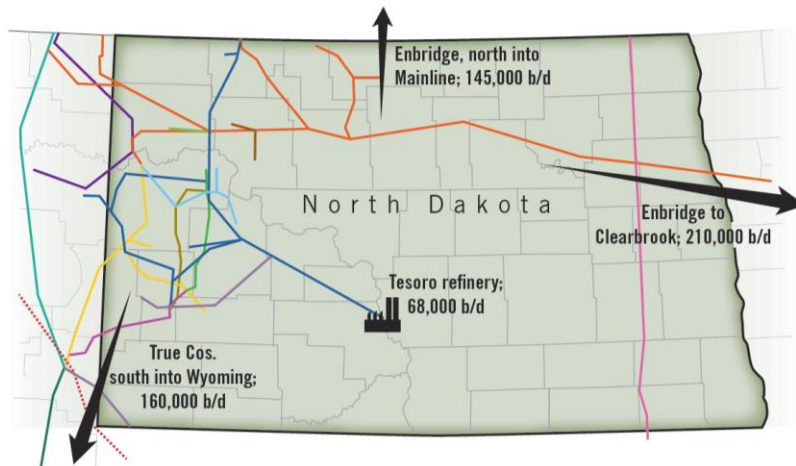 Enbridge, north into
Mainline; 145,000 b/d
North Dakota
Enbridge to
Clearbrook; 210,000 b/d
Tesoro refinery;
68,000 b/d
True Cos.
south into Wyoming;
160,000 b/d